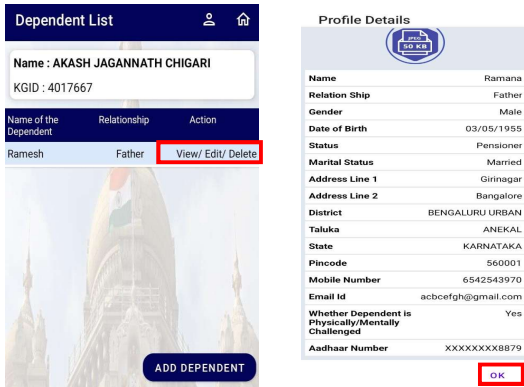 Dependent List
Name : AKASH JAGANNATH CHIGARI
KGID : 4017667
Name of the Dependent Relationship Action
Ramesh Father View/ Edit/ Delete
ADD DEPENDENT
Profile Details
JPEG
50 KB
Name Ramana
Relation Ship Father
Gender Male
Date of Birth 03/05/1955
Status Pensioner
Marital Status Married
Address Line 1 Girinagar
Address Line 2 Bangalore
District BENGALURU URBAN
Taluka ANEKAL
State KARNATAKA
Pincode 560001
Mobile Number 6542543970
Email Id acbcefgh@gmail.com
Whether Dependent is Yes
Physically/Mentally
Challenged
Aadhaar Number XXXXXXXX8879
OK